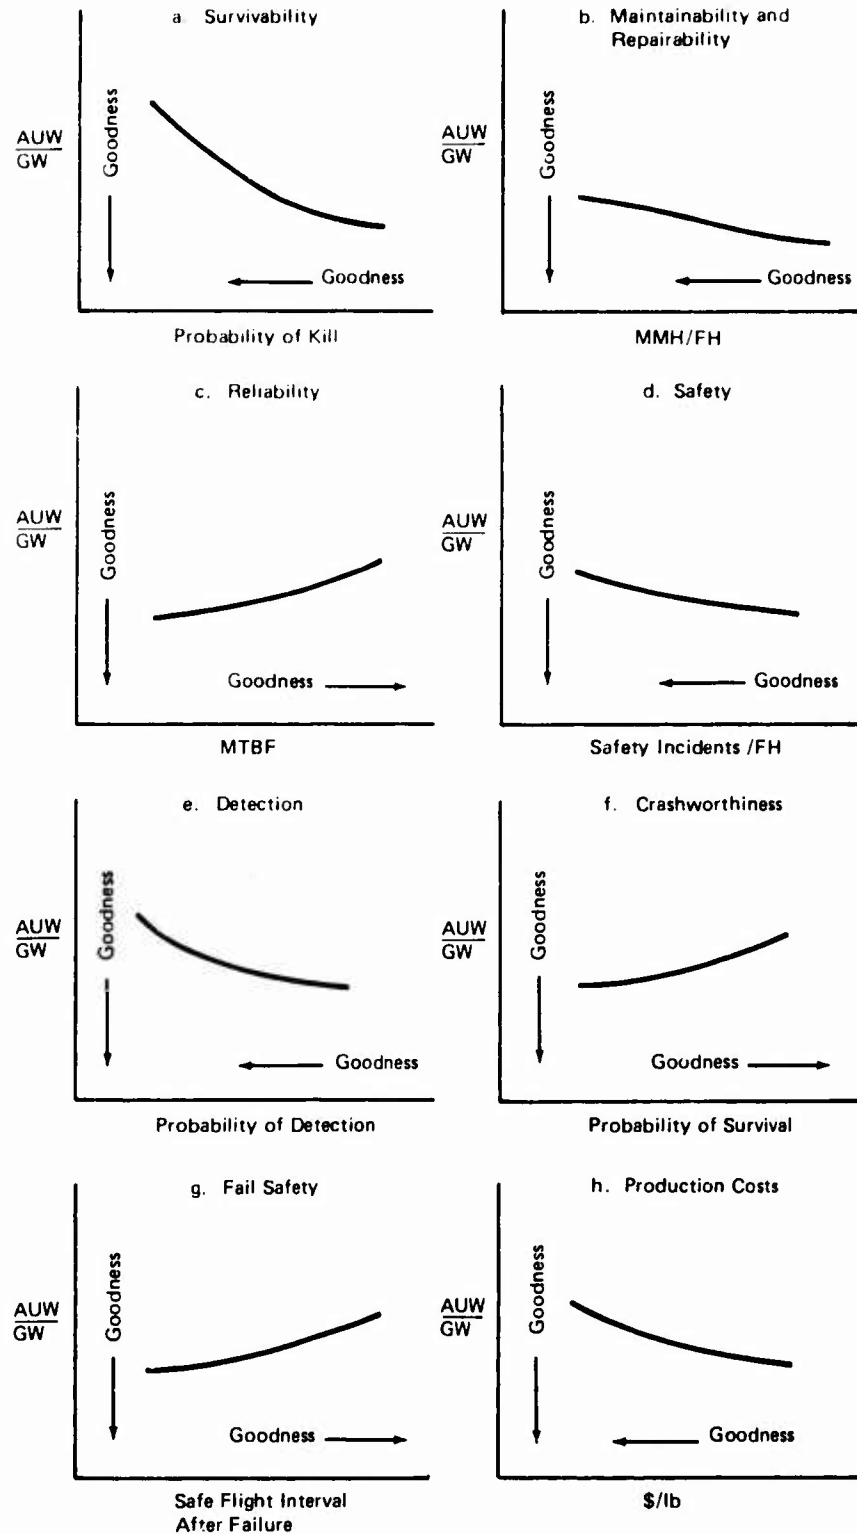 a. Survivability
AUW
GW
Goodness
Goodness
Probability of Kill
b. Maintainability and
Repairability
AUW
GW
Goodness
Goodness
MMH/FH
c. Reliability
AUW
GW
Goodness
Goodness
MTBF
d. Safety
AUW
GW
Goodness
Goodness
Safety Incidents /FH
e. Detection
AUW
GW
Goodness
Goodness
Probability of Detection
f. Crashworthiness
AUW
GW
Goodness
Goodness
Probability of Survival
g. Fail Safety
AUW
GW
Goodness
Goodness
Safe Flight Interval
After Failure
h. Production Costs
AUW
GW
Goodness
Goodness
$/lb